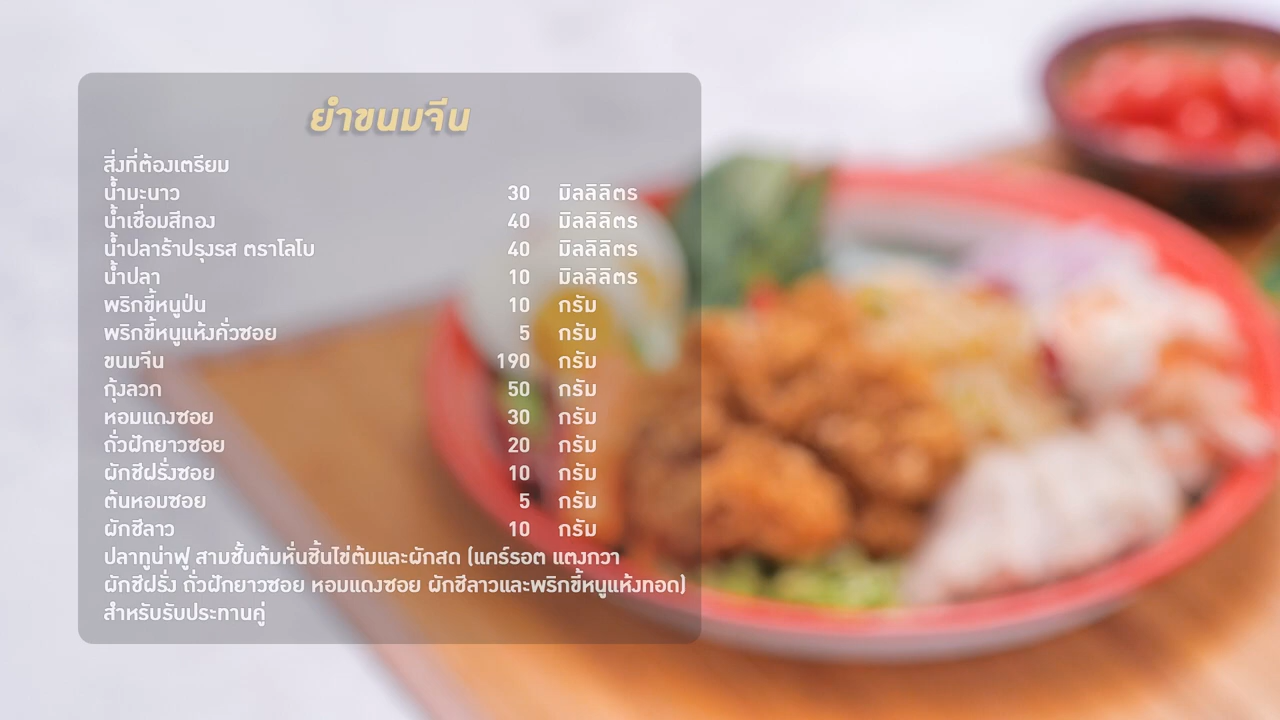 ยำขนมจีน
สิ่งที่ต้องเตรียม
น้ำมะนาว 30 มิลลิลิตร
น้ำเชื่อมสีทอง 40 มิลลิลิตร
น้ำปลาร้าปรุงรส ตราโลโบ 40 มิลลิลิตร
น้ำปลา 10 มิลลิลิตร
พริกขี้หนูป่น 10 กรัม
พริกขี้หนูแห้งคั่วซอย 5 กรัม
ขนมจีน 190 กรัม
กุ้งลวก 50 กรัม
หอมแดงซอย 30 กรัม
ถั่วฝักยาวซอย 20 กรัม
ผักชีฝรั่งซอย 10 กรัม
ต้นหอมซอย 5 กรัม
ผักชีลาว 10 กรัม
ปลาทูน่าฟู สามชั้นต้มหั่นชิ้นไข่ต้มและผักสด (แคร์รอต แตงกวา
ผักชีฝรั่ง ถั่วฝักยาวซอย หอมแดงซอย ผักชีลาวและพริกขี้หนูแห้งทอด)
สำหรับรับประทานคู่